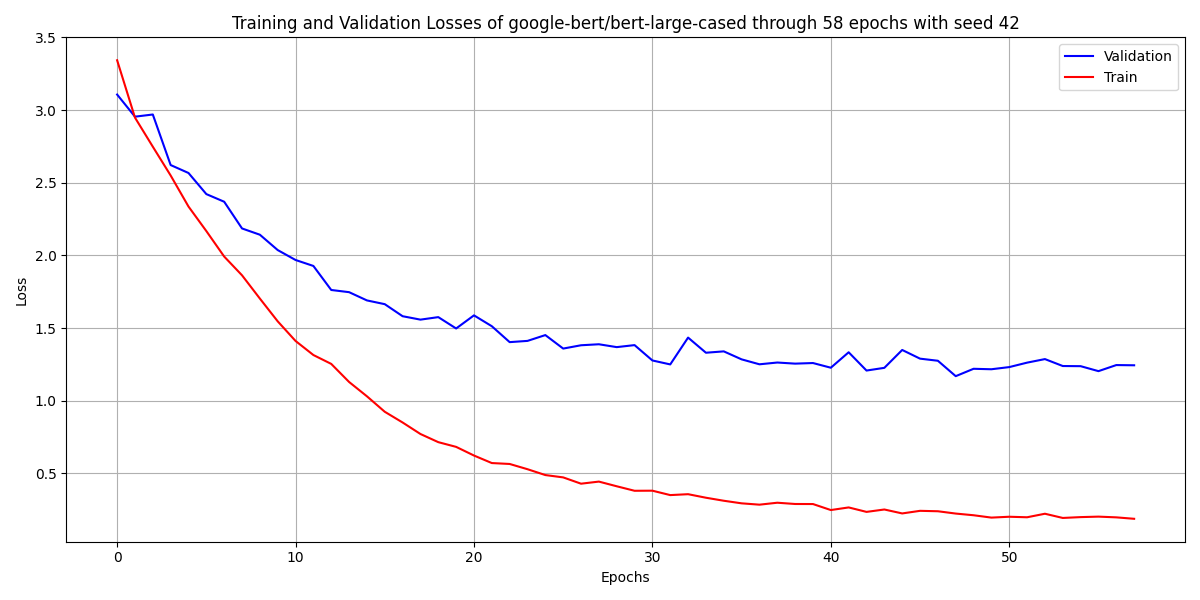 Training and Validation Losses of google-bert/bert-large-cased through 58 epochs with seed 42
3.5
3.0
2.5
2.0
1.5
1.0
0.5
Loss
Validation
Train
0 10 20 30 40 50
Epochs